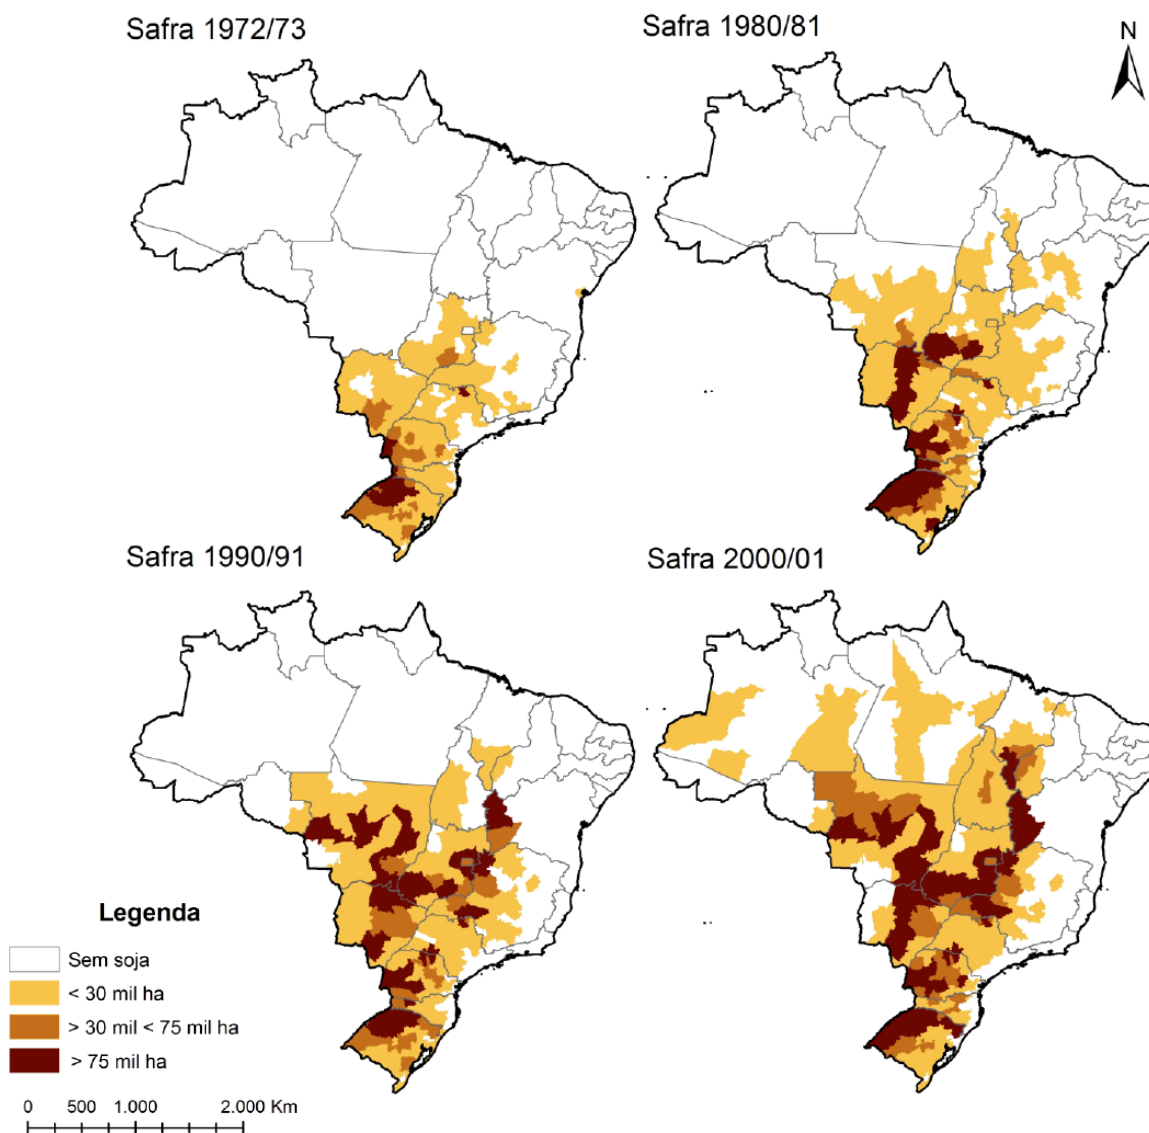 Safra 1972/73
Safra 1980/81
N
Safra 1990/91
Safra 2000/01
Legenda
Sem soja
< 30 mil ha
> 30 mil < 75 mil ha
> 75 mil ha
0 500 1.000 2.000 Km